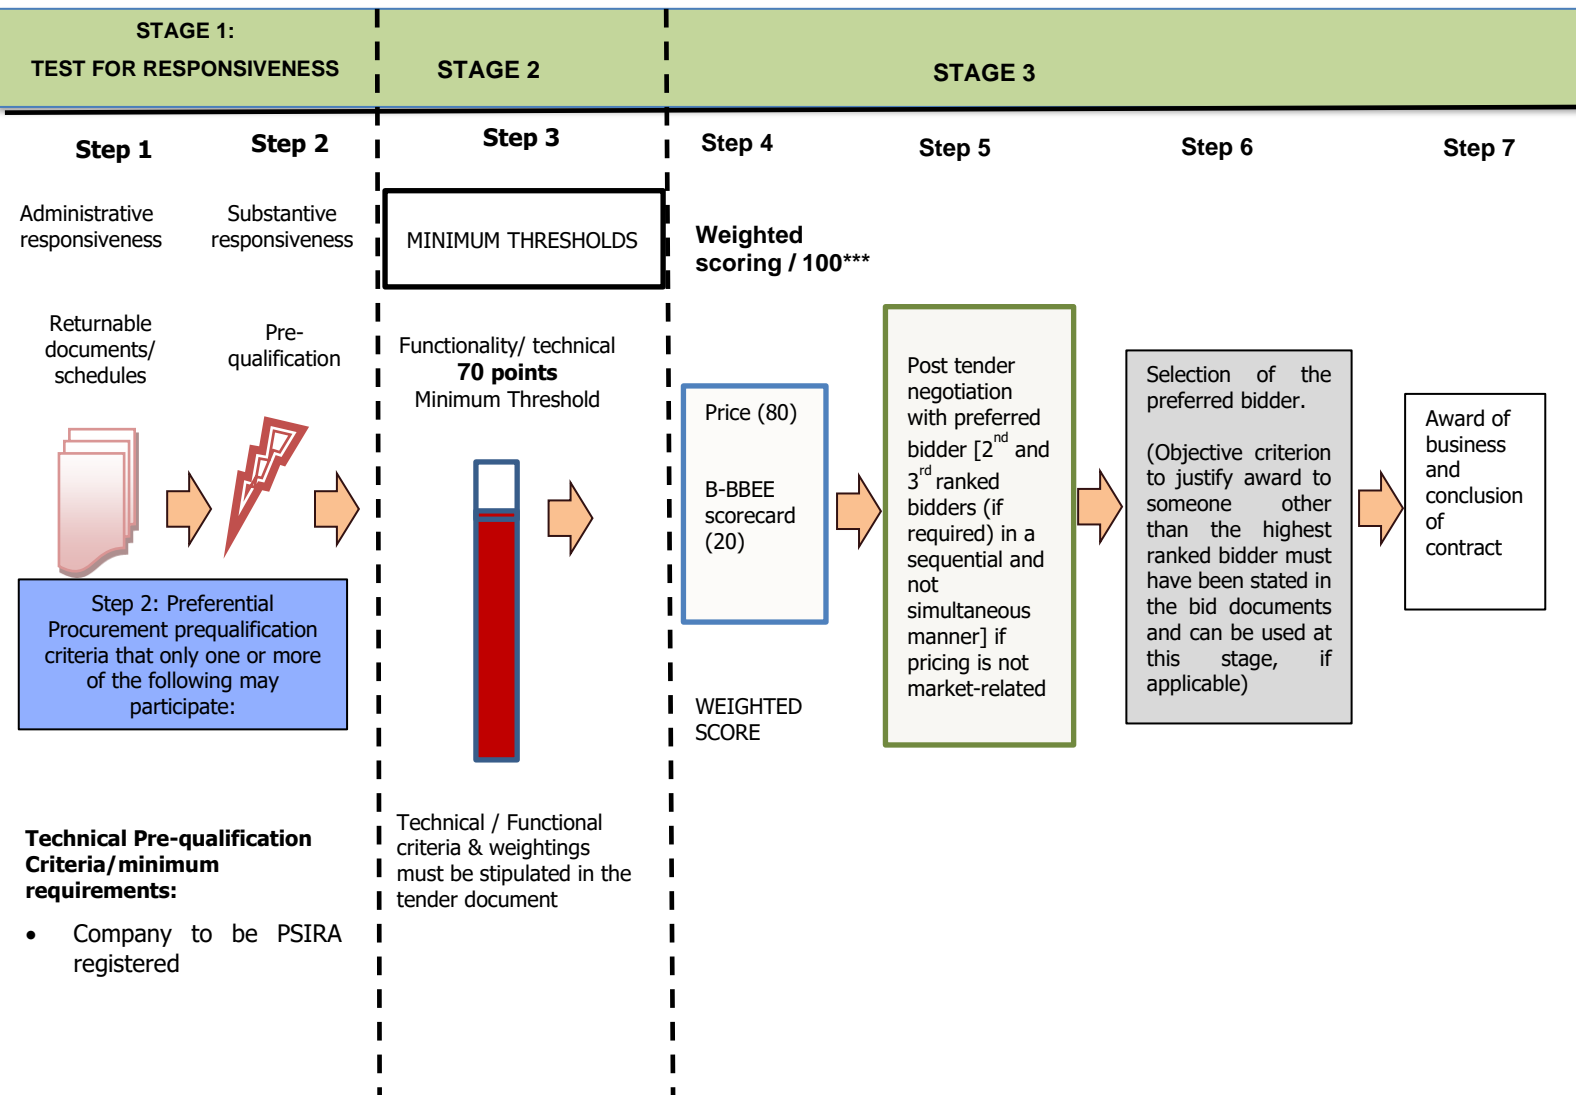 STAGE 1:
TEST FOR RESPONSIVENESS
STAGE 2
STAGE 3
Step 1
Step 2
Step 3
Step 4
Step 5
Step 6
Step 7
Administrative
responsiveness
Substantive
responsiveness
MINIMUM THRESHOLDS
Weighted
scoring / 100***
Returnable
documents/
schedules
Pre-
qualification
Functionality/ technical
70 points
Minimum Threshold
Price (80)
B-BBEE
scorecard
(20)
Post tender
negotiation
with preferred
bidder [2nd and
3rd ranked
bidders (if
required) in a
sequential and
not
simultaneous
manner] if
pricing is not
market-related
Selection of the
preferred bidder.
(Objective criterion
to justify award to
someone other
than the highest
ranked bidder must
have been stated in
the bid documents
and can be used at
this stage, if
applicable)
Award of
business
and
conclusion
of
contract
Step 2: Preferential
Procurement prequalification
criteria that only one or more
of the following may
participate:
WEIGHTED
SCORE
Technical Pre-qualification
Criteria/minimum
requirements:
• Company to be PSIRA
registered
Technical / Functional
criteria & weightings
must be stipulated in the
tender document